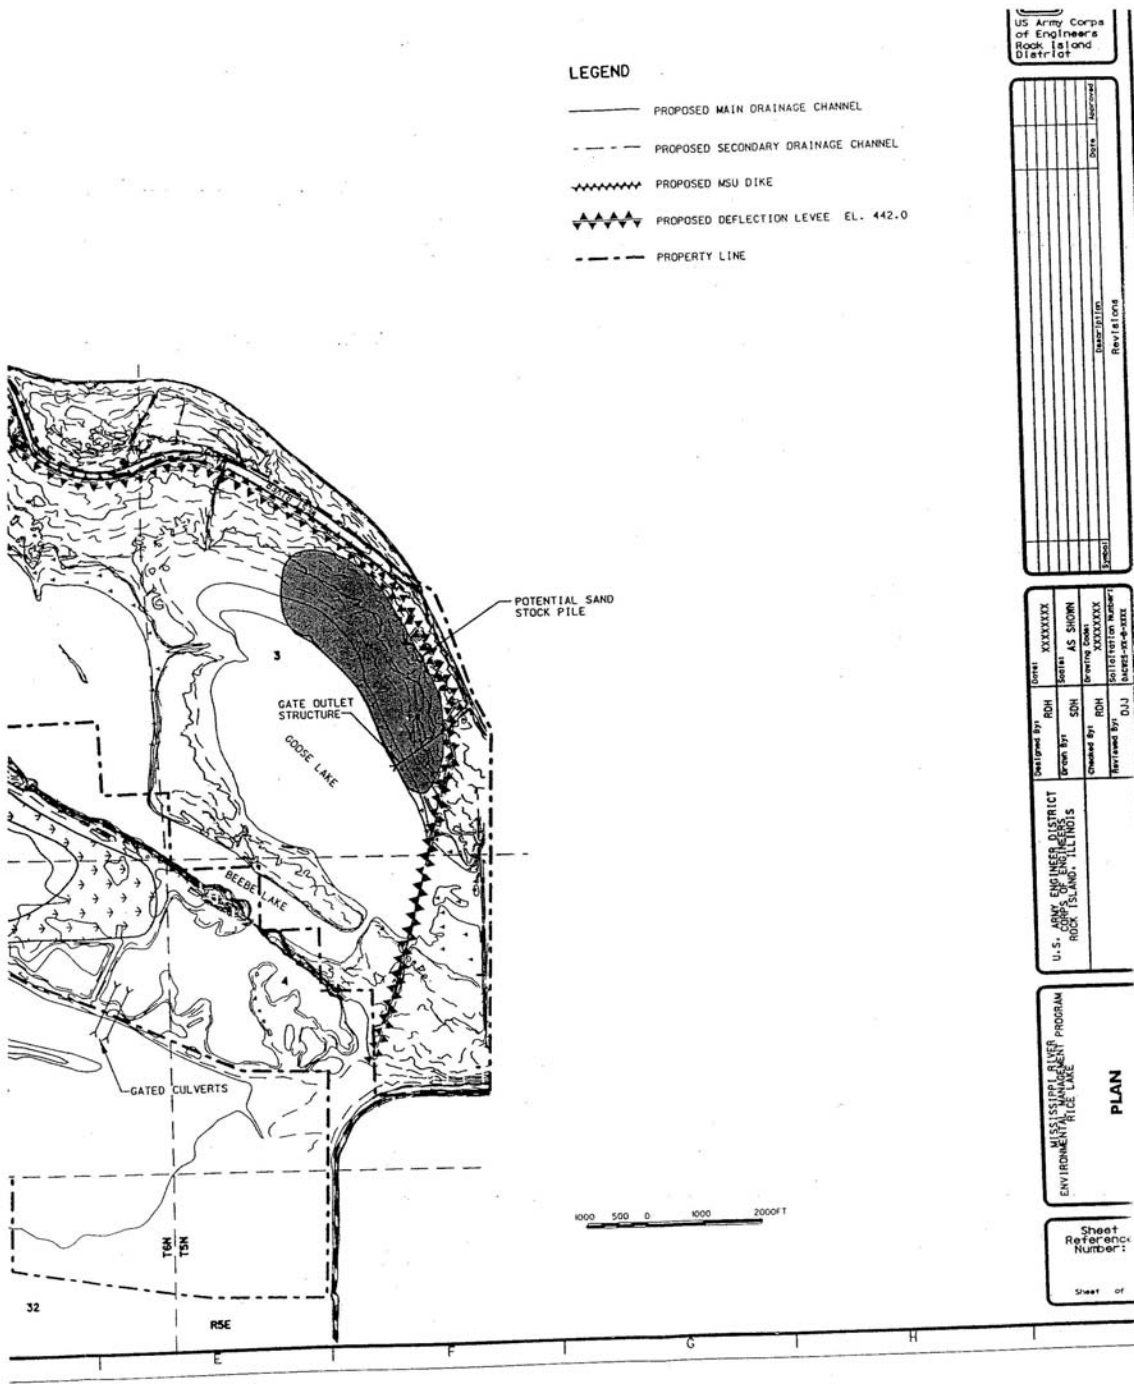 US Army Corps
of Engineers
Rock Island
District
LEGEND
PROPOSED MAIN DRAINAGE CHANNEL
PROPOSED SECONDARY DRAINAGE CHANNEL
PROPOSED MSU DIKE
PROPOSED DEFLECTION LEVEE EL. 442.0
PROPERTY LINE
Symbol
Description
Date
Approved
Revisions
POTENTIAL SAND
STOCK PILE
3
GATE OUTLET
STRUCTURE
GOOSE LAKE
BEEBE LAKE
4
GATED CULVERTS
T6N
T5N
32
R5E
1000 500 0 1000 2000FT
Designed By:
RDH
Date:
XXXXXXXX
Drawn By:
SDH
Scale:
AS SHOWN
Checked By:
RDH
Drawing Code:
XXXXXXXX
Reviewed By:
DJJ
Solicitation Number:
U.S. ARMY ENGINEER DISTRICT
CORPS OF ENGINEERS
ROCK ISLAND, ILLINOIS
MISSISSIPPI RIVER
ENVIRONMENTAL MANAGEMENT PROGRAM
RICE LAKE
PLAN
Sheet
Number:
Sheet of
E
F
G
H